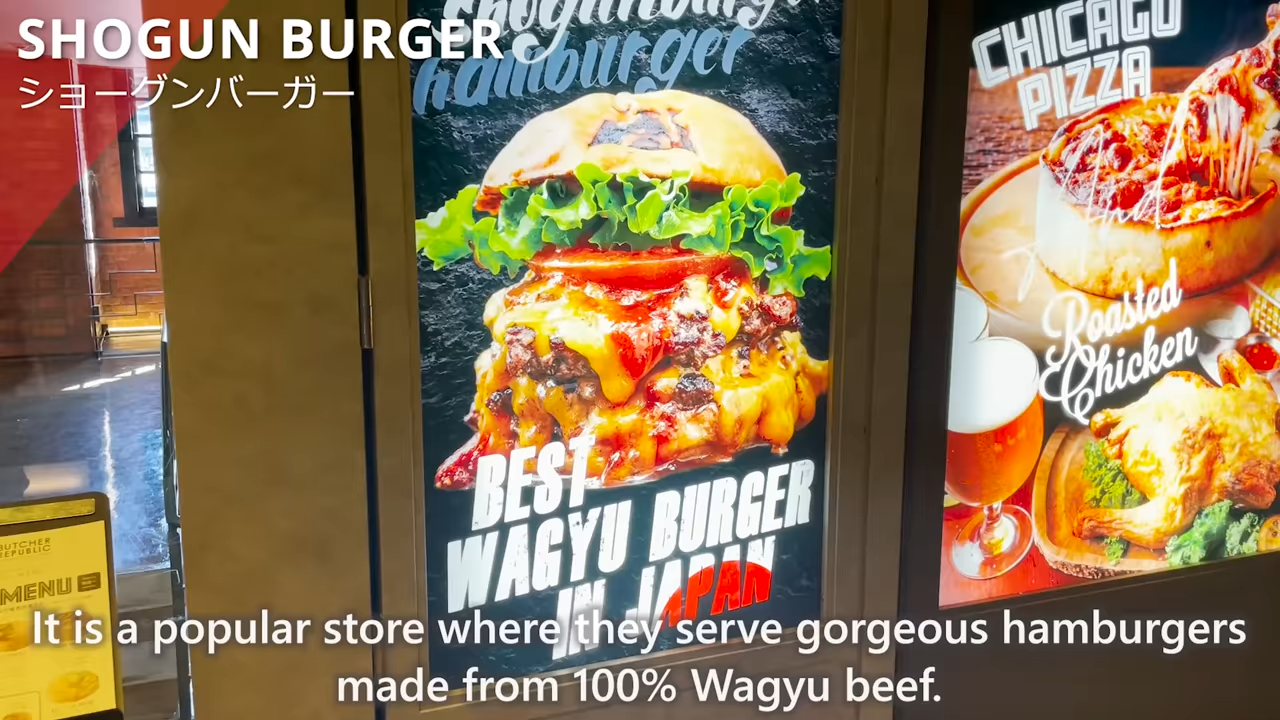 SHOGUN BURGER
ショーグンバーガー
Shogunburger
hamburger
BEST
WAGYU BURGER
IN JAPAN
CHICAGO
PIZZA
And
Roasted
Chicken
BUTCHER
REPUBLIC
MENU
It is a popular store where they serve gorgeous hamburgers
made from 100% Wagyu beef.